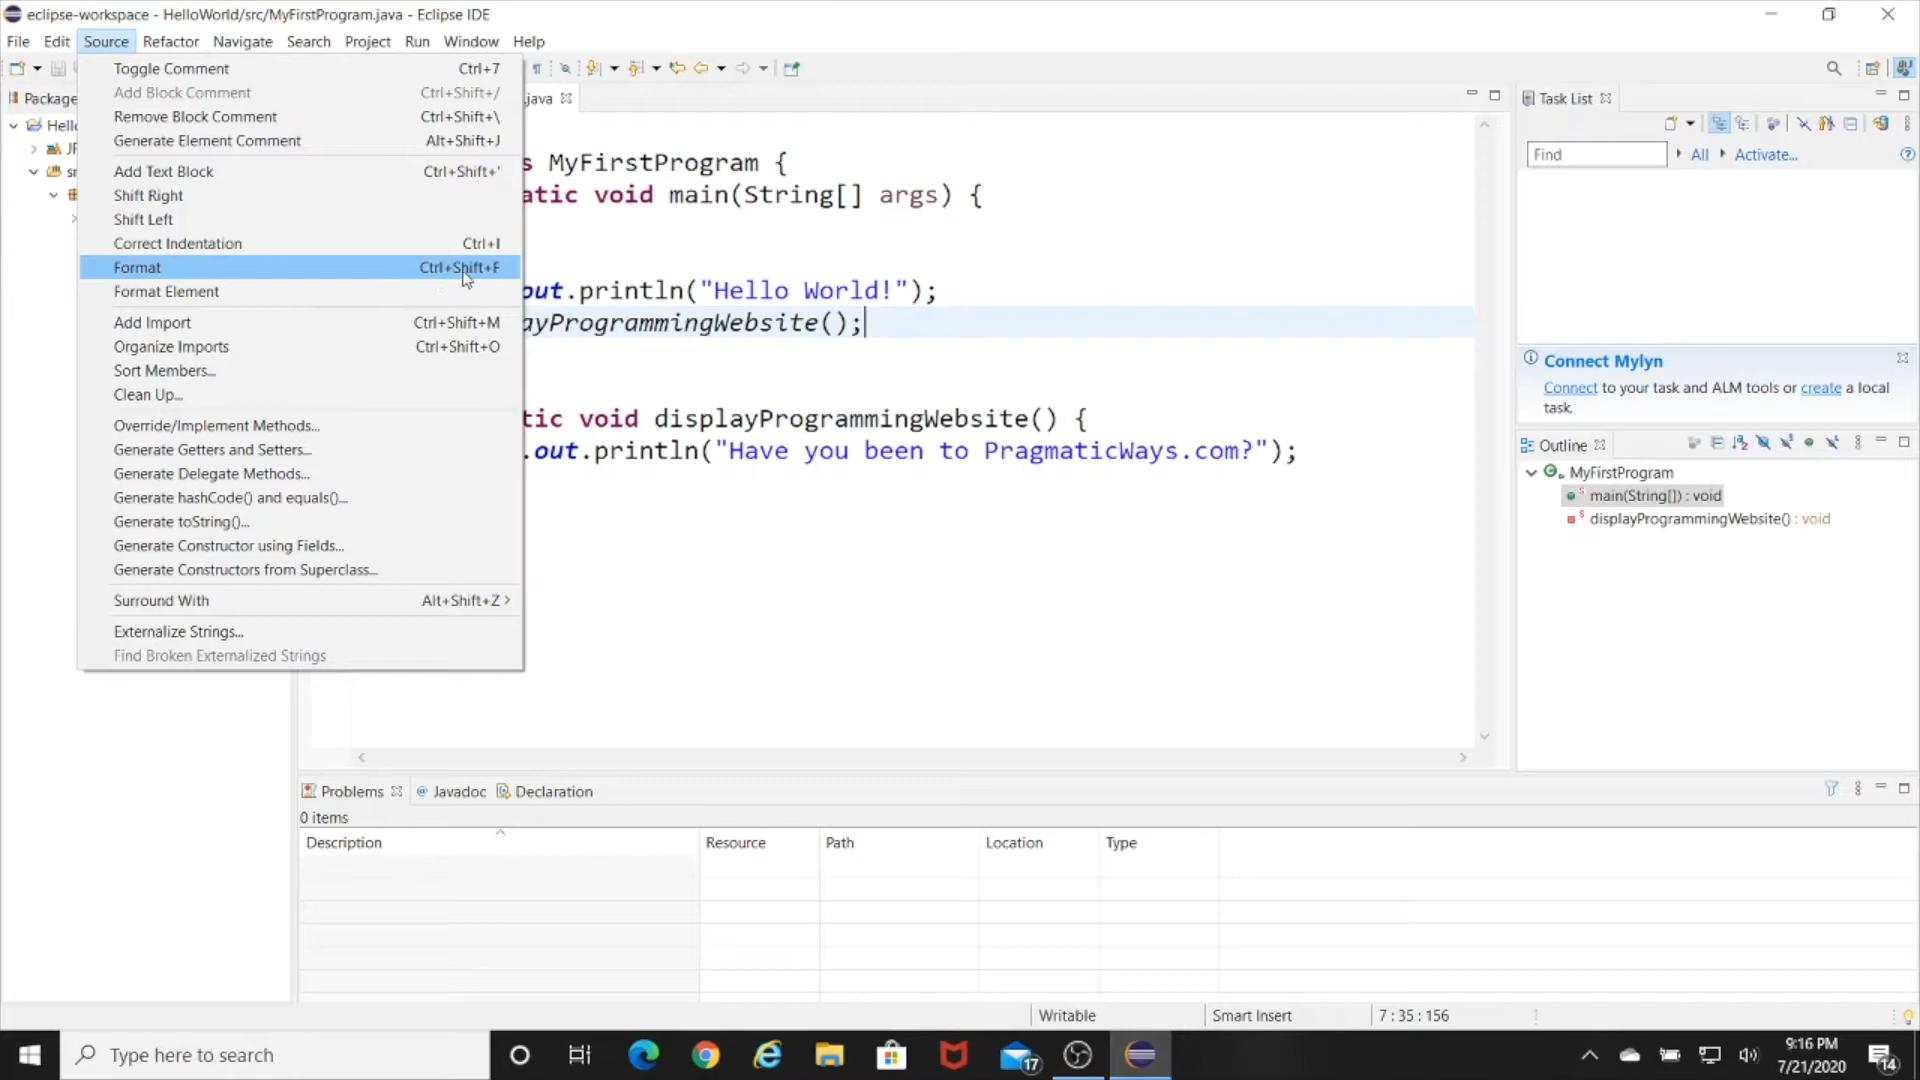 eclipse-workspace - HelloWorld/src/MyFirstProgram.java - Eclipse IDE
File Edit Source Refactor Navigate Search Project Run Window Help
Toggle Comment Ctrl+7
Add Block Comment Ctrl+Shift+/
Remove Block Comment Ctrl+Shift+\
Generate Element Comment Alt+Shift+J
Add Text Block Ctrl+Shift+'
Shift Right
Shift Left
Correct Indentation Ctrl+I
Format Ctrl+Shift+F
Format Element
Add Import Ctrl+Shift+M
Organize Imports Ctrl+Shift+O
Sort Members...
Clean Up...
Override/Implement Methods...
Generate Getters and Setters...
Generate Delegate Methods...
Generate hashCode() and equals()...
Generate toString()...
Generate Constructor using Fields...
Generate Constructors from Superclass...
Surround With Alt+Shift+Z >
Externalize Strings...
Find Broken Externalized Strings
Package
Hello
JR
sr
.java
s MyFirstProgram {
atic void main(String[] args) {
out.println("Hello World!");
ayProgrammingWebsite();
tic void displayProgrammingWebsite() {
.out.println("Have you been to PragmaticWays.com?");
Task List
Find All Activate...
Connect Mylyn
Connect to your task and ALM tools or create a local
task.
Outline
MyFirstProgram
main(String[]) : void
displayProgrammingWebsite() : void
Problems @ Javadoc Declaration
0 items
Description Resource Path Location Type
Writable Smart Insert 7 : 35 : 156
Type here to search
17
9:16 PM
7/21/2020
14